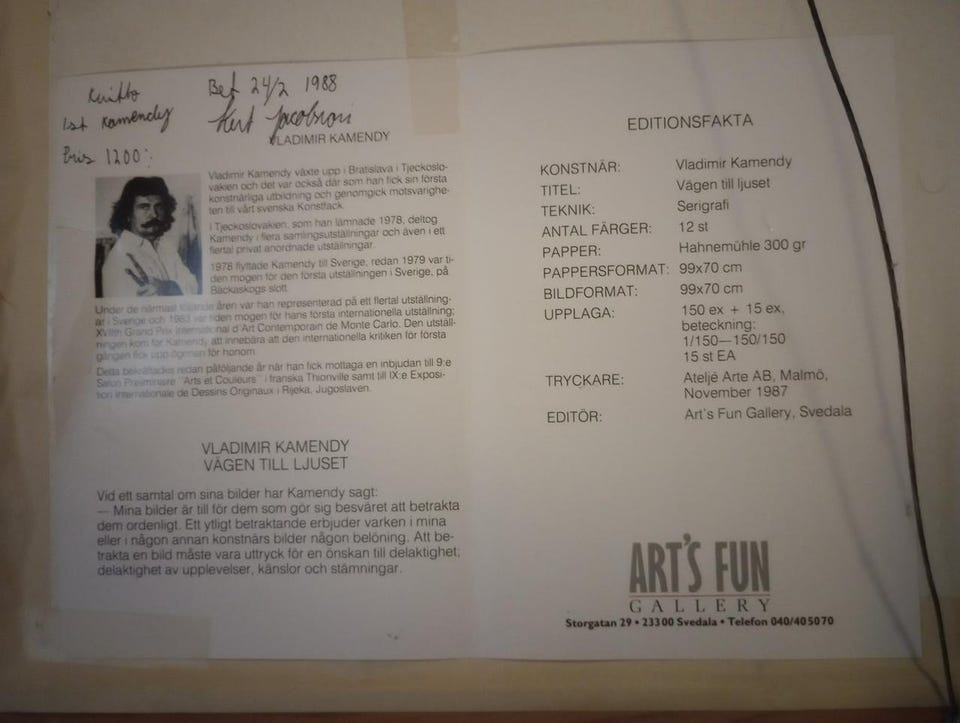 Kvitto
1st Kamendy
Pris 1200:-
Bet 24/2 1988
Kurt Jacobson
VLADIMIR KAMENDY
Vladimir Kamendy växte upp i Bratislava i Tjeckoslo-
vakien och det var också där som han fick sin första
konstnärliga utbildning och genomgick motsvarighe-
ten till vårt svenska Konstfack.
I Tjeckoslovakien, som han lämnade 1978, deltog
Kamendy i flera samlingsutställningar och även i ett
flertal privat anordnade utställningar.
1978 flyttade Kamendy till Sverige, redan 1979 var ti-
den mogen för den första utställningen i Sverige, på
Bäckaskogs slott.
Under de närmast följande åren var han representerad på ett flertal utställning-
ar i Sverige och 1983 var tiden mogen för hans första internationella utställning;
XVIIth Grand Prix International d'Art Contemporain de Monte Carlo. Den utställ-
ningen kom för Kamendy att innebära att den internationella kritiken för första
gången fick upp ögonen för honom.
Detta bekräftades redan påföljande år när han fick mottaga en inbjudan till 9:e
Salon Preliminaire "Arts et Couleurs" i franska Thionville samt till IX:e Exposi-
tion Internationale de Dessins Originaux i Rijeka, Jugoslaven.
VLADIMIR KAMENDY
VÄGEN TILL LJUSET
Vid ett samtal om sina bilder har Kamendy sagt:
— Mina bilder är till för dem som gör sig besväret att betrakta
dem ordenligt. Ett ytligt betraktande erbjuder varken i mina
eller i någon annan konstnärs bilder någon belöning. Att be-
trakta en bild måste vara uttryck för en önskan till delaktighet;
delaktighet av upplevelser, känslor och stämningar.
EDITIONSFAKTA
KONSTNÄR: Vladimir Kamendy
TITEL: Vägen till ljuset
TEKNIK: Serigrafi
ANTAL FÄRGER: 12 st
PAPPER: Hahnemühle 300 gr
PAPPERSFORMAT: 99x70 cm
BILDFORMAT: 99x70 cm
UPPLAGA: 150 ex + 15 ex,
beteckning:
1/150—150/150
15 st EA
TRYCKARE: Ateljé Arte AB, Malmö,
November 1987
EDITÖR: Art's Fun Gallery, Svedala
ART'S FUN
GALLERY
Storgatan 29 • 233 00 Svedala • Telefon 040/40 50 70